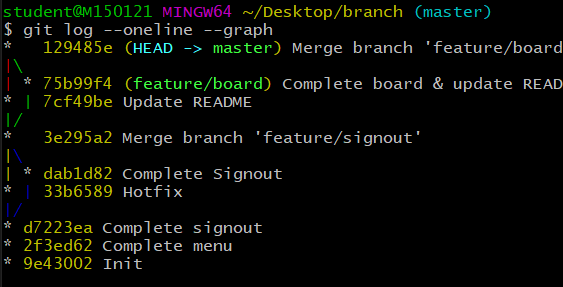 student@M150121 MINGW64 ~/Desktop/branch (master)
$ git log --oneline --graph
*   129485e (HEAD -> master) Merge branch 'feature/board
|\
| * 75b99f4 (feature/board) Complete board & update READ
* | 7cf49be Update README
|/
*   3e295a2 Merge branch 'feature/signout'
|\
| * dab1d82 Complete Signout
* | 33b6589 Hotfix
|/
* d7223ea Complete signout
* 2f3ed62 Complete menu
* 9e43002 Init